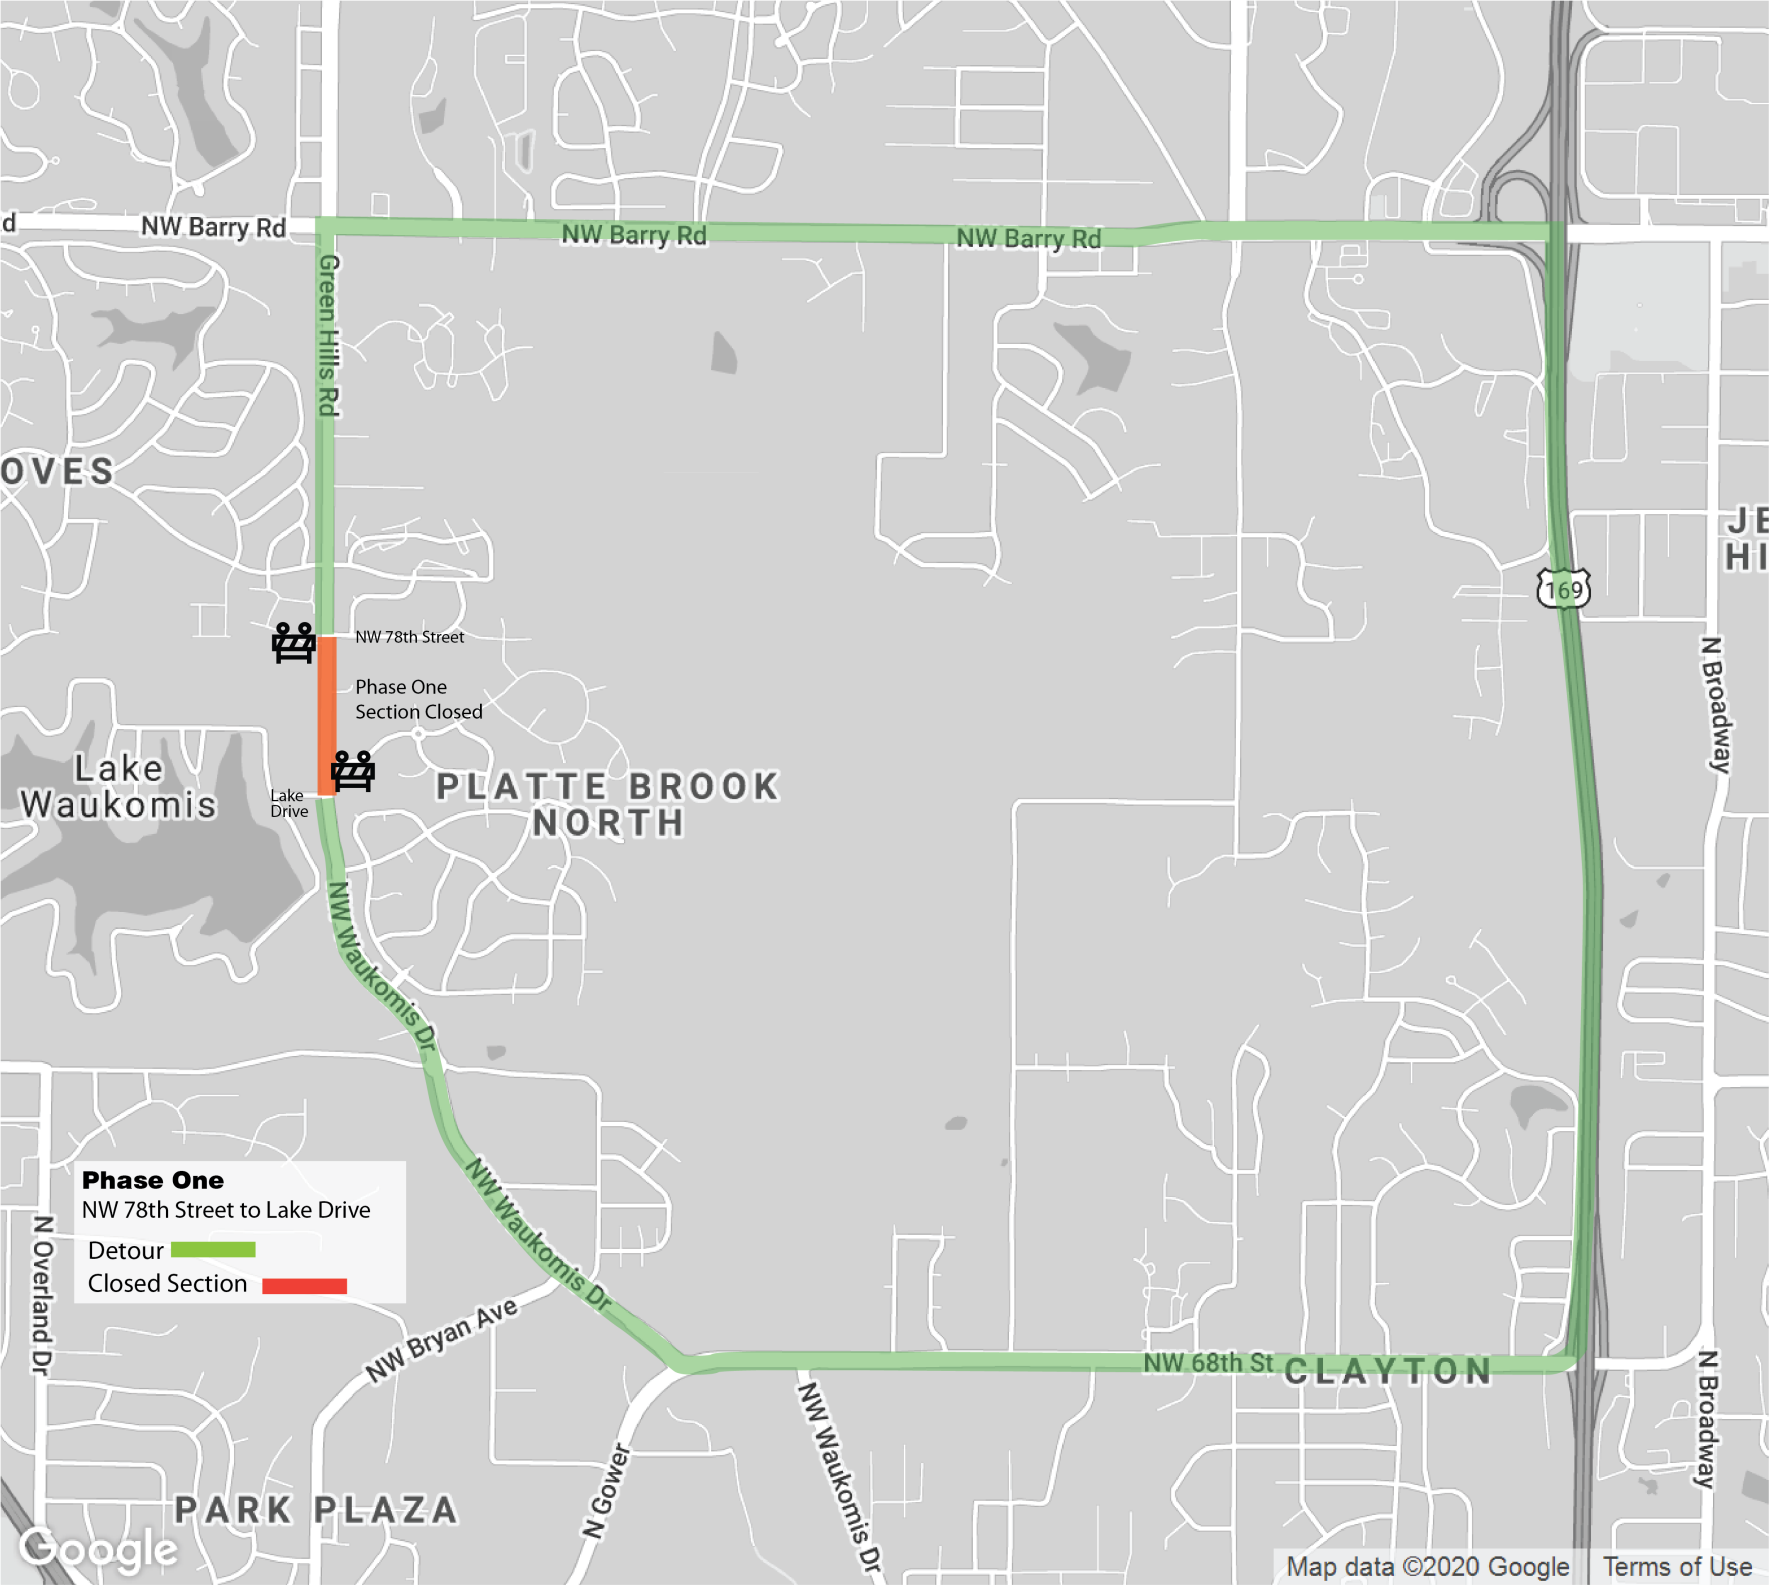 d
NW Barry Rd
NW Barry Rd
NW Barry Rd
Green Hills Rd
OVES
JE
HI
169
NW 78th Street
N Broadway
Phase One
Section Closed
Lake
Waukomis
Lake
Drive
PLATTE BROOK
NORTH
NW Waukomis Dr
NW Waukomis Dr
Phase One
NW 78th Street to Lake Drive
Detour
Closed Section
N Overland Dr
NW Bryan Ave
NW 68th St
CLAYTON
N Broadway
NW Waukomis Dr
N Gower
PARK PLAZA
Google
Map data ©2020 Google
Terms of Use